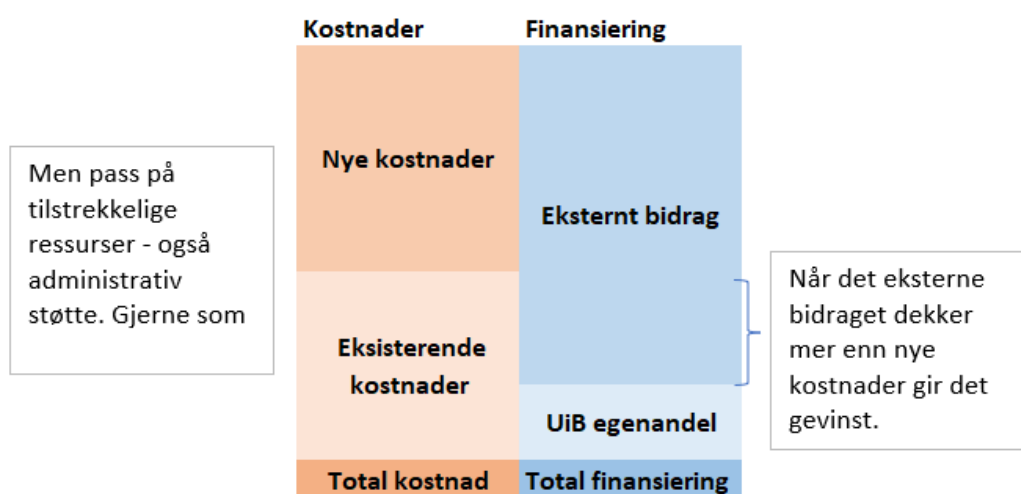 Kostnader
Finansiering
Nye kostnader
Eksternt bidrag
Men pass på
tilstrekkelige
ressurser - også
administrativ
støtte. Gjerne som
Når det eksterne
bidraget dekker
mer enn nye
kostnader gir det
gevinst.
Eksisterende
kostnader
UiB egenandel
Total kostnad
Total finansiering